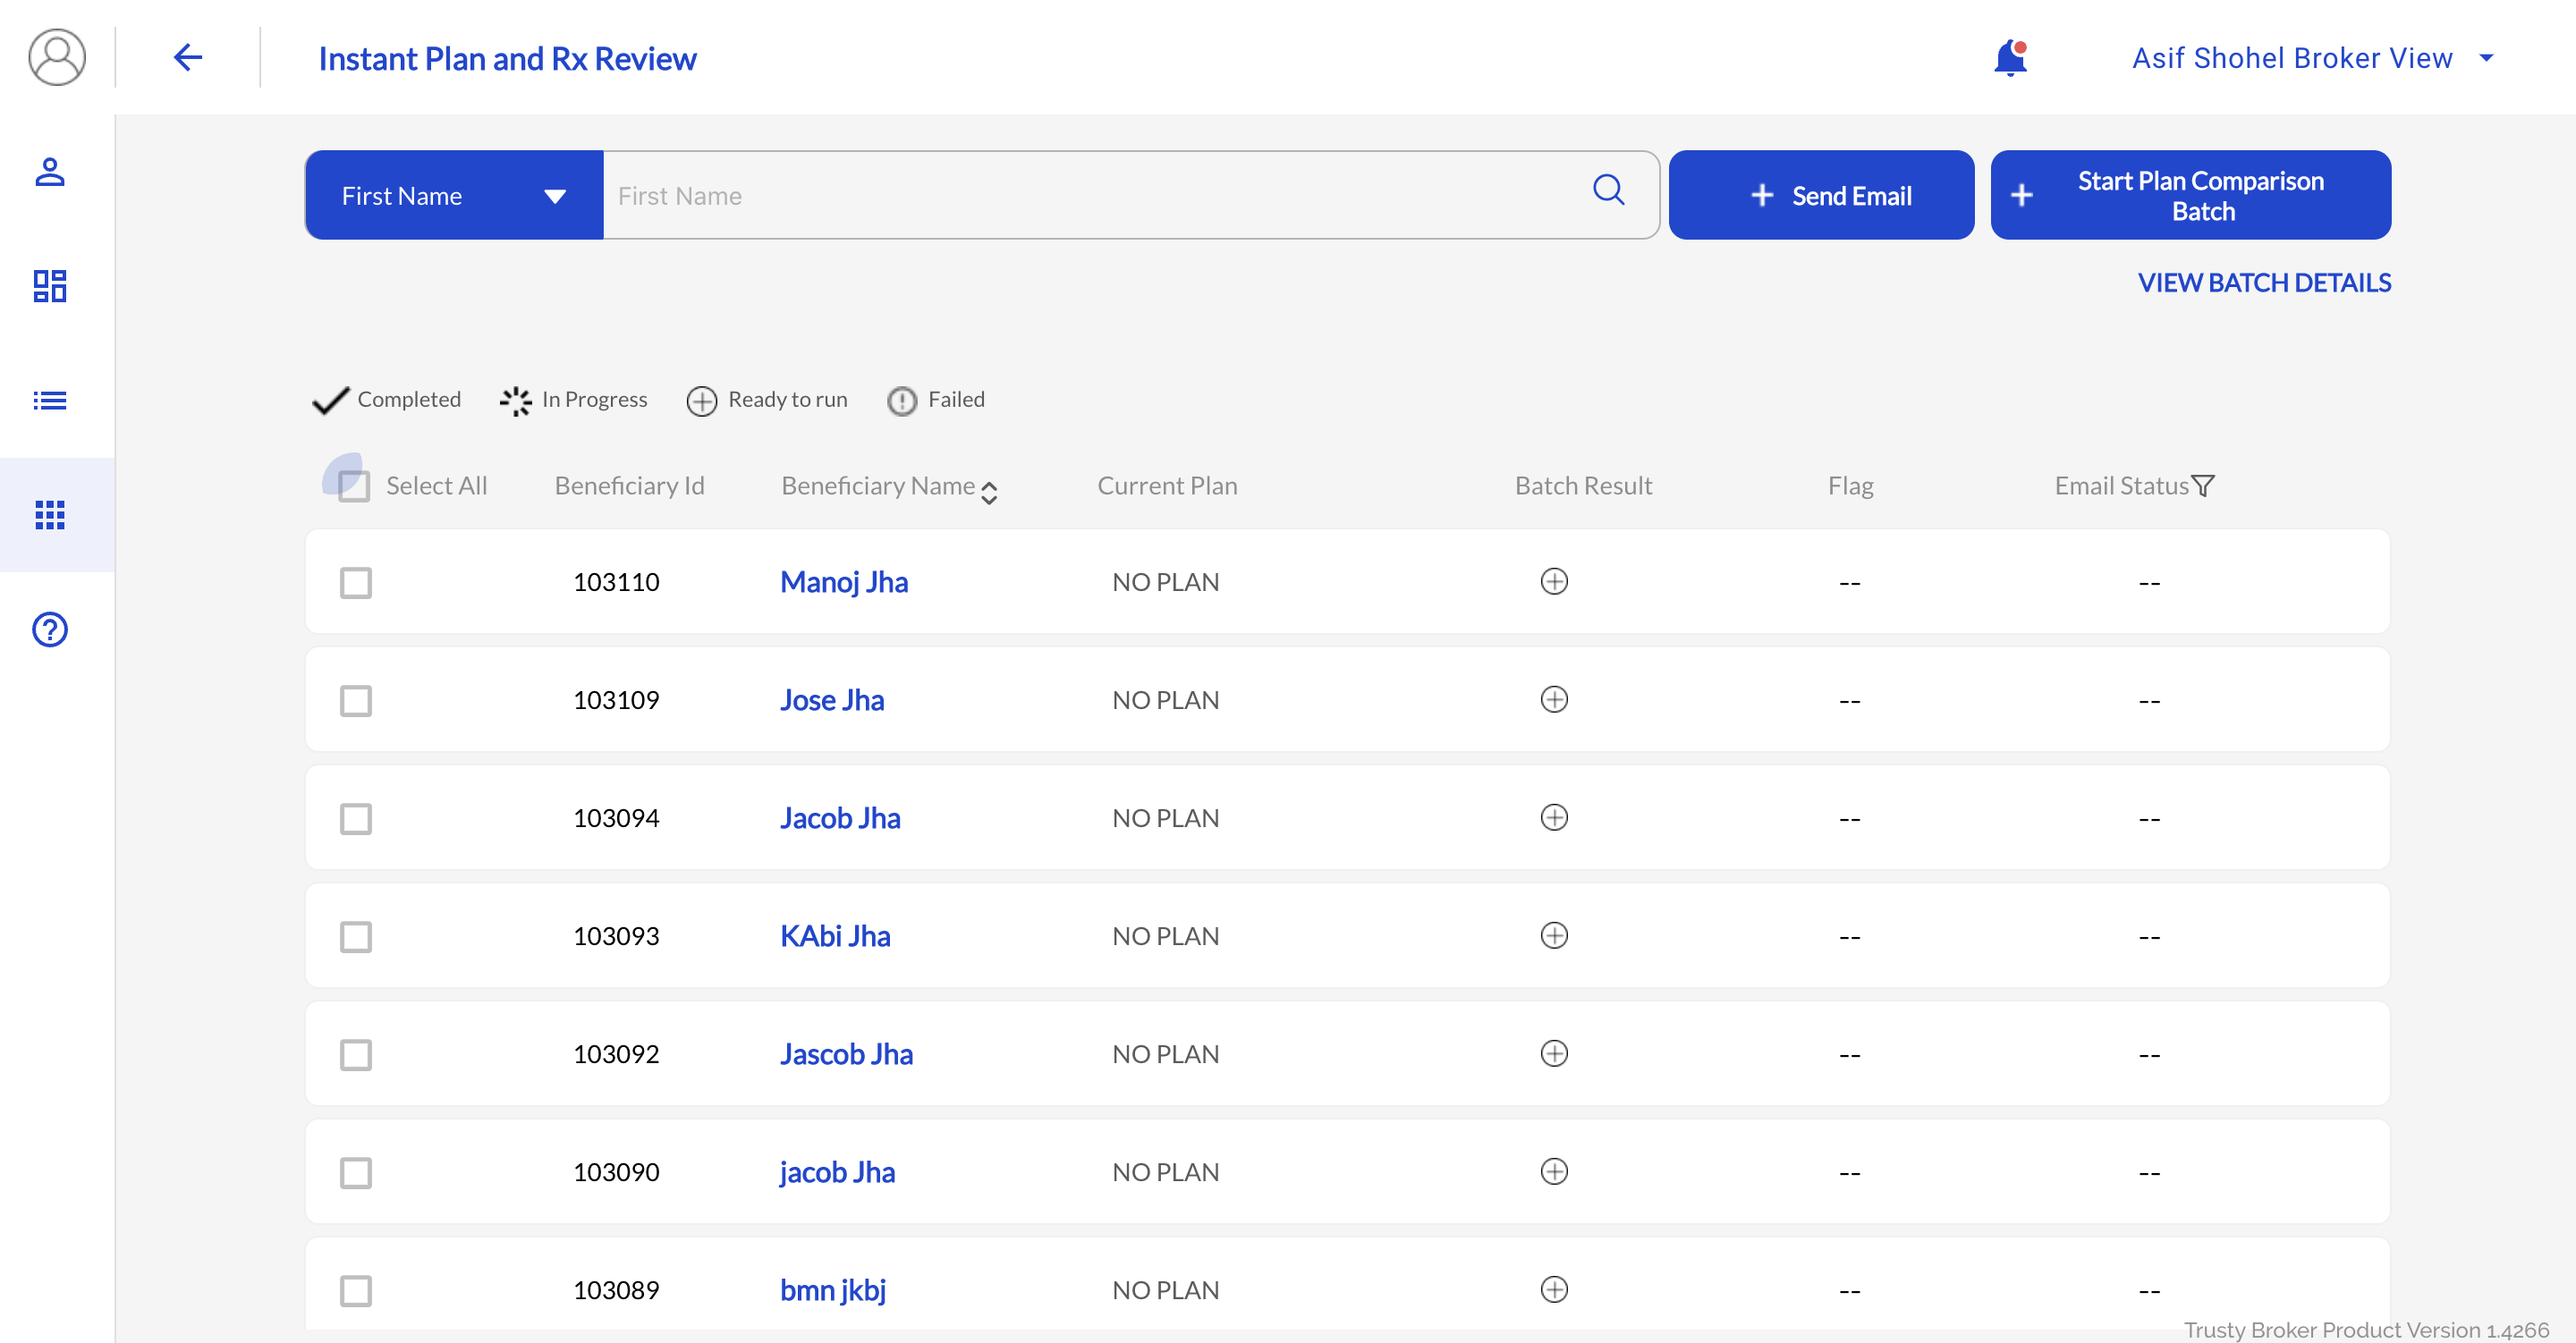 Instant Plan and Rx Review
Asif Shohel Broker View
First Name
First Name
+ Send Email
+ Start Plan Comparison
Batch
VIEW BATCH DETAILS
Completed In Progress Ready to run Failed
Select All Beneficiary Id Beneficiary Name Current Plan Batch Result Flag Email Status
103110 Manoj Jha NO PLAN -- --
103109 Jose Jha NO PLAN -- --
103094 Jacob Jha NO PLAN -- --
103093 KAbi Jha NO PLAN -- --
103092 Jascob Jha NO PLAN -- --
103090 jacob Jha NO PLAN -- --
103089 bmn jkbj NO PLAN -- --
Trusty Broker Product Version 1.4266